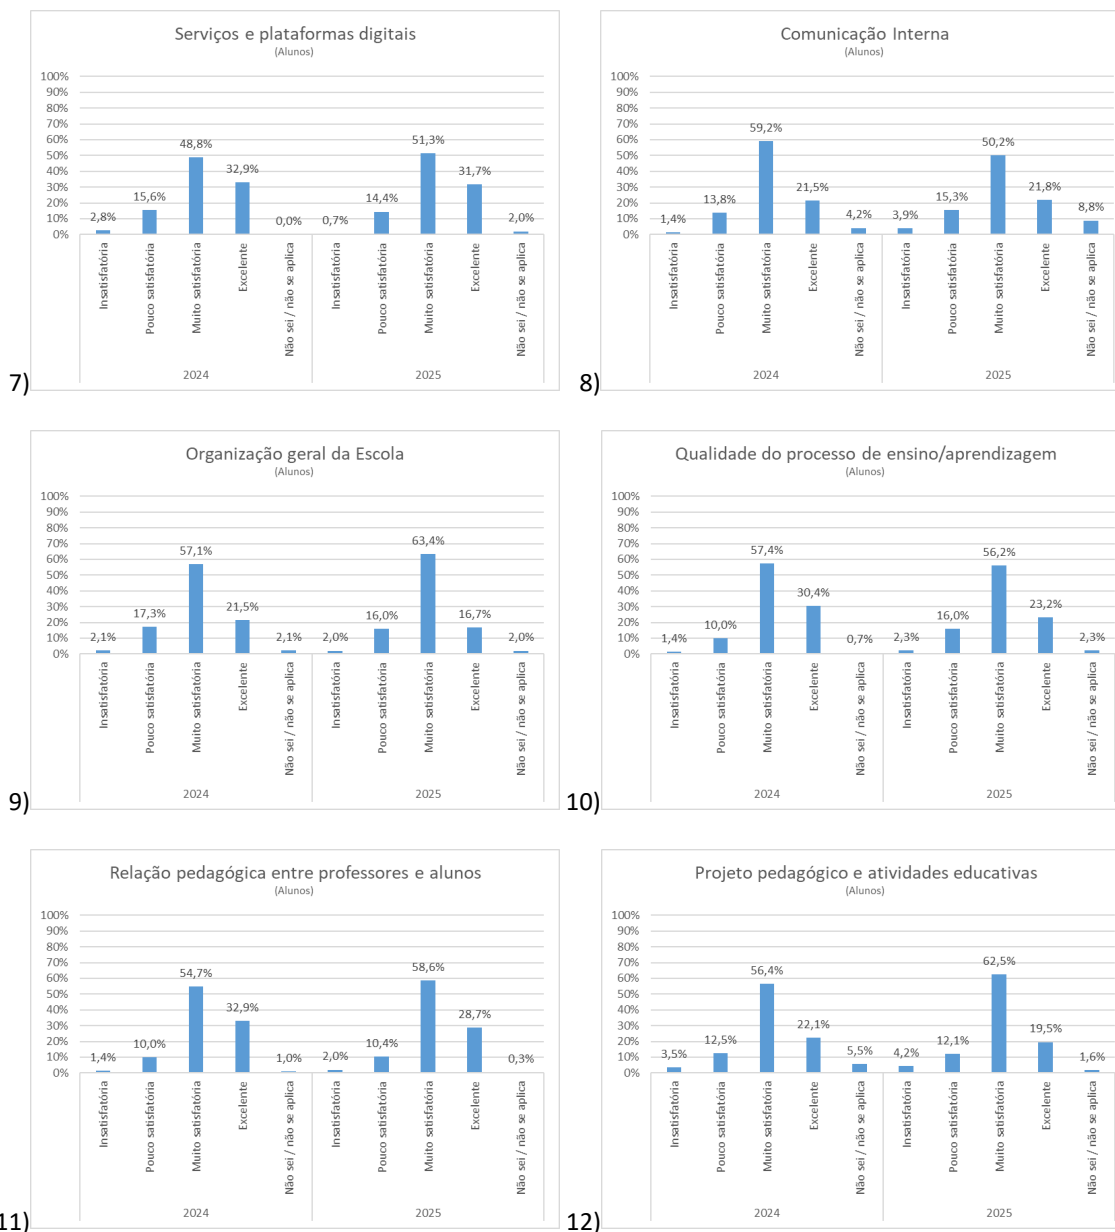 Serviços e plataformas digitais
(Alunos)
100%
90%
80%
70%
60%
50%
40%
30%
20%
10%
0%
2,8%
15,6%
48,8%
32,9%
0,0%
0,7%
14,4%
51,3%
31,7%
2,0%
Insatisfatória
Pouco satisfatória
Muito satisfatória
Excelente
Não sei / não se aplica
Insatisfatória
Pouco satisfatória
Muito satisfatória
Excelente
Não sei / não se aplica
2024
2025
7)
Comunicação Interna
(Alunos)
100%
90%
80%
70%
60%
50%
40%
30%
20%
10%
0%
1,4%
13,8%
59,2%
21,5%
4,2%
3,9%
15,3%
50,2%
21,8%
8,8%
Insatisfatória
Pouco satisfatória
Muito satisfatória
Excelente
Não sei / não se aplica
Insatisfatória
Pouco satisfatória
Muito satisfatória
Excelente
Não sei / não se aplica
2024
2025
8)
Organização geral da Escola
(Alunos)
100%
90%
80%
70%
60%
50%
40%
30%
20%
10%
0%
2,1%
17,3%
57,1%
21,5%
2,1%
2,0%
16,0%
63,4%
16,7%
2,0%
Insatisfatória
Pouco satisfatória
Muito satisfatória
Excelente
Não sei / não se aplica
Insatisfatória
Pouco satisfatória
Muito satisfatória
Excelente
Não sei / não se aplica
2024
2025
9)
Qualidade do processo de ensino/aprendizagem
(Alunos)
100%
90%
80%
70%
60%
50%
40%
30%
20%
10%
0%
1,4%
10,0%
57,4%
30,4%
0,7%
2,3%
16,0%
56,2%
23,2%
2,3%
Insatisfatória
Pouco satisfatória
Muito satisfatória
Excelente
Não sei / não se aplica
Insatisfatória
Pouco satisfatória
Muito satisfatória
Excelente
Não sei / não se aplica
2024
2025
10)
Relação pedagógica entre professores e alunos
(Alunos)
100%
90%
80%
70%
60%
50%
40%
30%
20%
10%
0%
1,4%
10,0%
54,7%
32,9%
1,0%
2,0%
10,4%
58,6%
28,7%
0,3%
Insatisfatória
Pouco satisfatória
Muito satisfatória
Excelente
Não sei / não se aplica
Insatisfatória
Pouco satisfatória
Muito satisfatória
Excelente
Não sei / não se aplica
2024
2025
11)
Projeto pedagógico e atividades educativas
(Alunos)
100%
90%
80%
70%
60%
50%
40%
30%
20%
10%
0%
3,5%
12,5%
56,4%
22,1%
5,5%
4,2%
12,1%
62,5%
19,5%
1,6%
Insatisfatória
Pouco satisfatória
Muito satisfatória
Excelente
Não sei / não se aplica
Insatisfatória
Pouco satisfatória
Muito satisfatória
Excelente
Não sei / não se aplica
2024
2025
12)